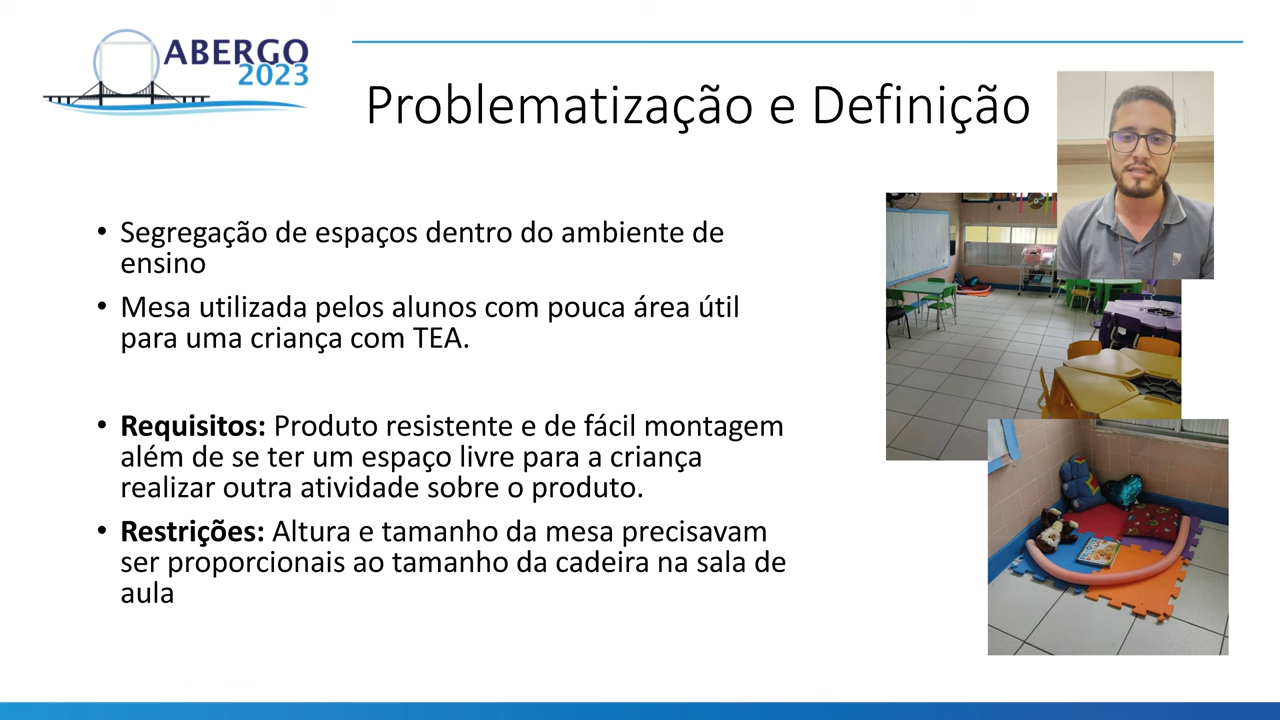 ABERGO
2023
Problematização e Definição
• Segregação de espaços dentro do ambiente de
ensino
• Mesa utilizada pelos alunos com pouca área útil
para uma criança com TEA.
• Requisitos: Produto resistente e de fácil montagem
além de se ter um espaço livre para a criança
realizar outra atividade sobre o produto.
• Restrições: Altura e tamanho da mesa precisavam
ser proporcionais ao tamanho da cadeira na sala de
aula